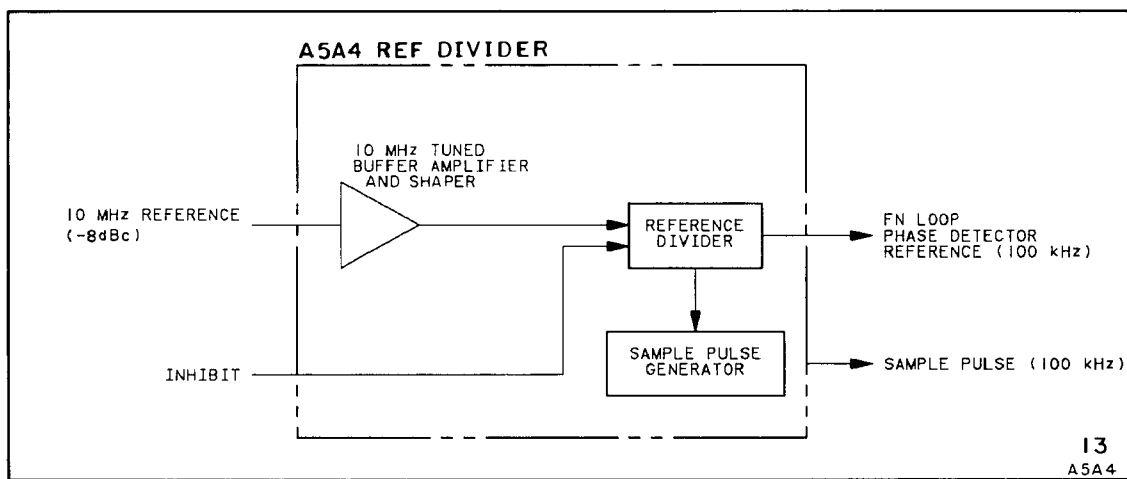 A5A4 REF DIVIDER
10 MHz TUNED
BUFFER AMPLIFIER
AND SHAPER
10 MHz REFERENCE
(-8dBc)
REFERENCE
DIVIDER
FN LOOP
PHASE DETECTOR
REFERENCE (100 kHz)
SAMPLE PULSE
GENERATOR
INHIBIT
SAMPLE PULSE (100 kHz)
13
A5A4